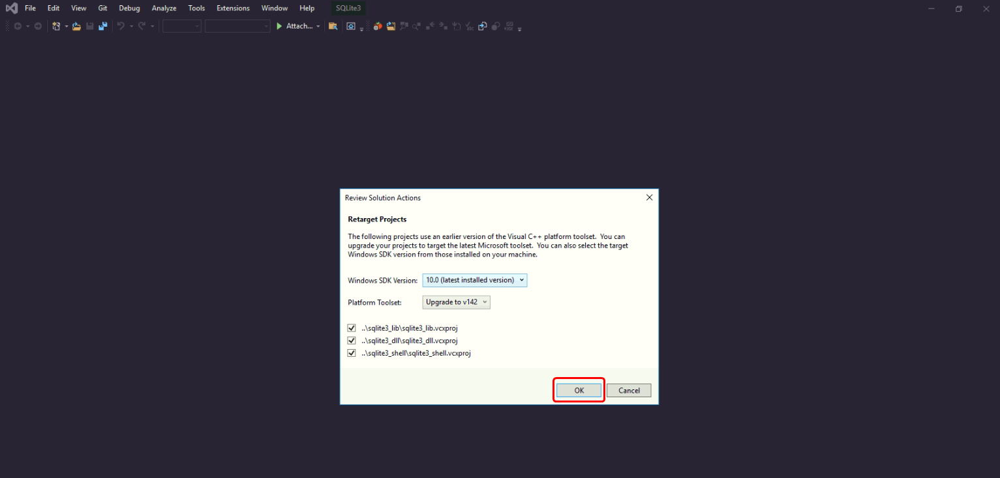 File Edit View Git Debug Analyze Tools Extensions Window Help SQLite3
Attach...
Review Solution Actions
Retarget Projects
The following projects use an earlier version of the Visual C++ platform toolset. You can
upgrade your projects to target the latest Microsoft toolset. You can also select the target
Windows SDK version from those installed on your machine.
Windows SDK Version: 10.0 (latest installed version)
Platform Toolset: Upgrade to v142
..\sqlite3_lib\sqlite3_lib.vcxproj
..\sqlite3_dll\sqlite3_dll.vcxproj
..\sqlite3_shell\sqlite3_shell.vcxproj
OK Cancel